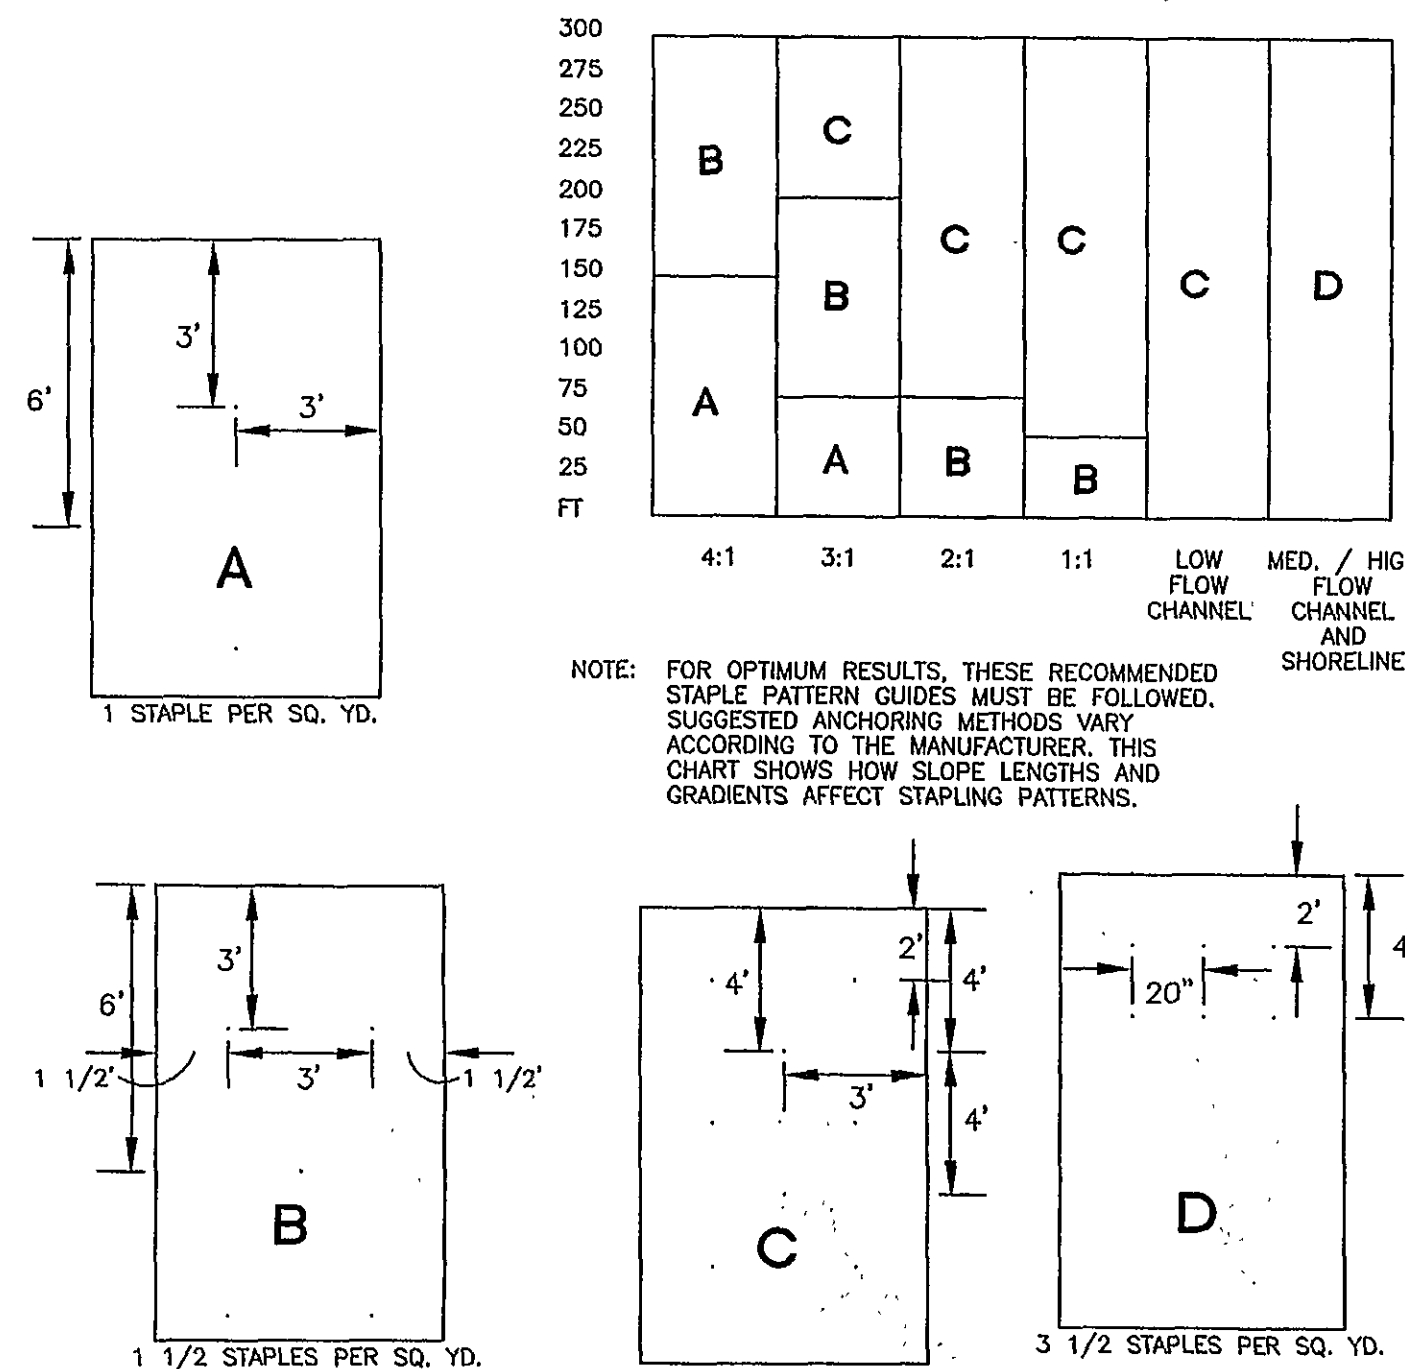 300
275
250
225
200
175
150
125
100
75
50
25
FT
B
C
C
C
C
D
B
A
A
B
B
4:1
3:1
2:1
1:1
LOW
FLOW
CHANNEL
MED. / HIG
FLOW
CHANNEL
AND
SHORELINE
6'
3'
3'
A
1 STAPLE PER SQ. YD.
NOTE: FOR OPTIMUM RESULTS, THESE RECOMMENDED
STAPLE PATTERN GUIDES MUST BE FOLLOWED.
SUGGESTED ANCHORING METHODS VARY
ACCORDING TO THE MANUFACTURER. THIS
CHART SHOWS HOW SLOPE LENGTHS AND
GRADIENTS AFFECT STAPLING PATTERNS.
3'
6'
1 1/2'
3'
1 1/2'
B
1 1/2 STAPLES PER SQ. YD.
2'
4'
4'
3'
4'
C
2'
4
20"
D
3 1/2 STAPLES PER SQ. YD.